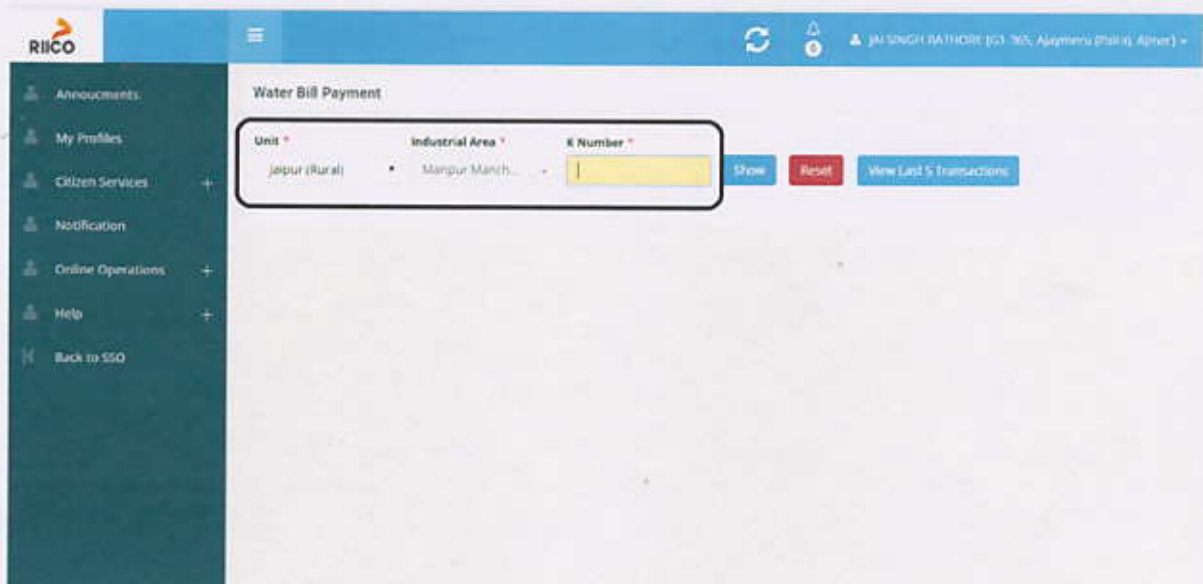 RIICO
0
JAI SINGH RATHORE [G1-365, Ajaymeru (Palra), Ajmer]
Annoucments
My Profiles
Citizen Services +
Notification
Online Operations +
Help +
Back to SSO
Water Bill Payment
Unit * Industrial Area * K Number *
Jaipur (Rural) Manpur Manch...
Show Reset View Last 5 Transactions